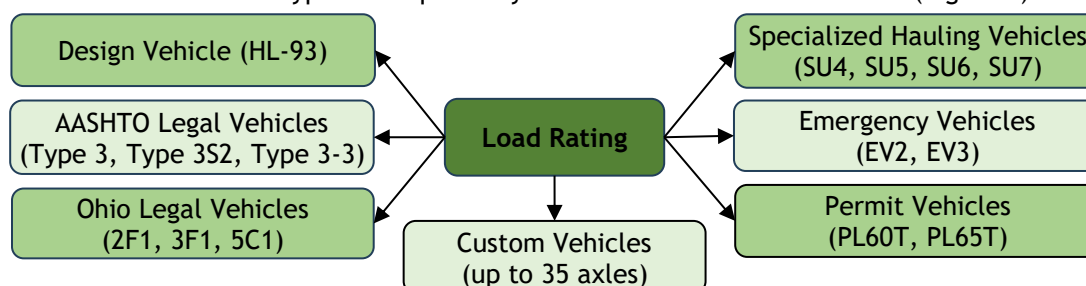 Design Vehicle (HL-93)
AASHTO Legal Vehicles
(Type 3, Type 3S2, Type 3-3)
Ohio Legal Vehicles
(2F1, 3F1, 5C1)
Load Rating
Custom Vehicles
(up to 35 axles)
Specialized Hauling Vehicles
(SU4, SU5, SU6, SU7)
Emergency Vehicles
(EV2, EV3)
Permit Vehicles
(PL60T, PL65T)